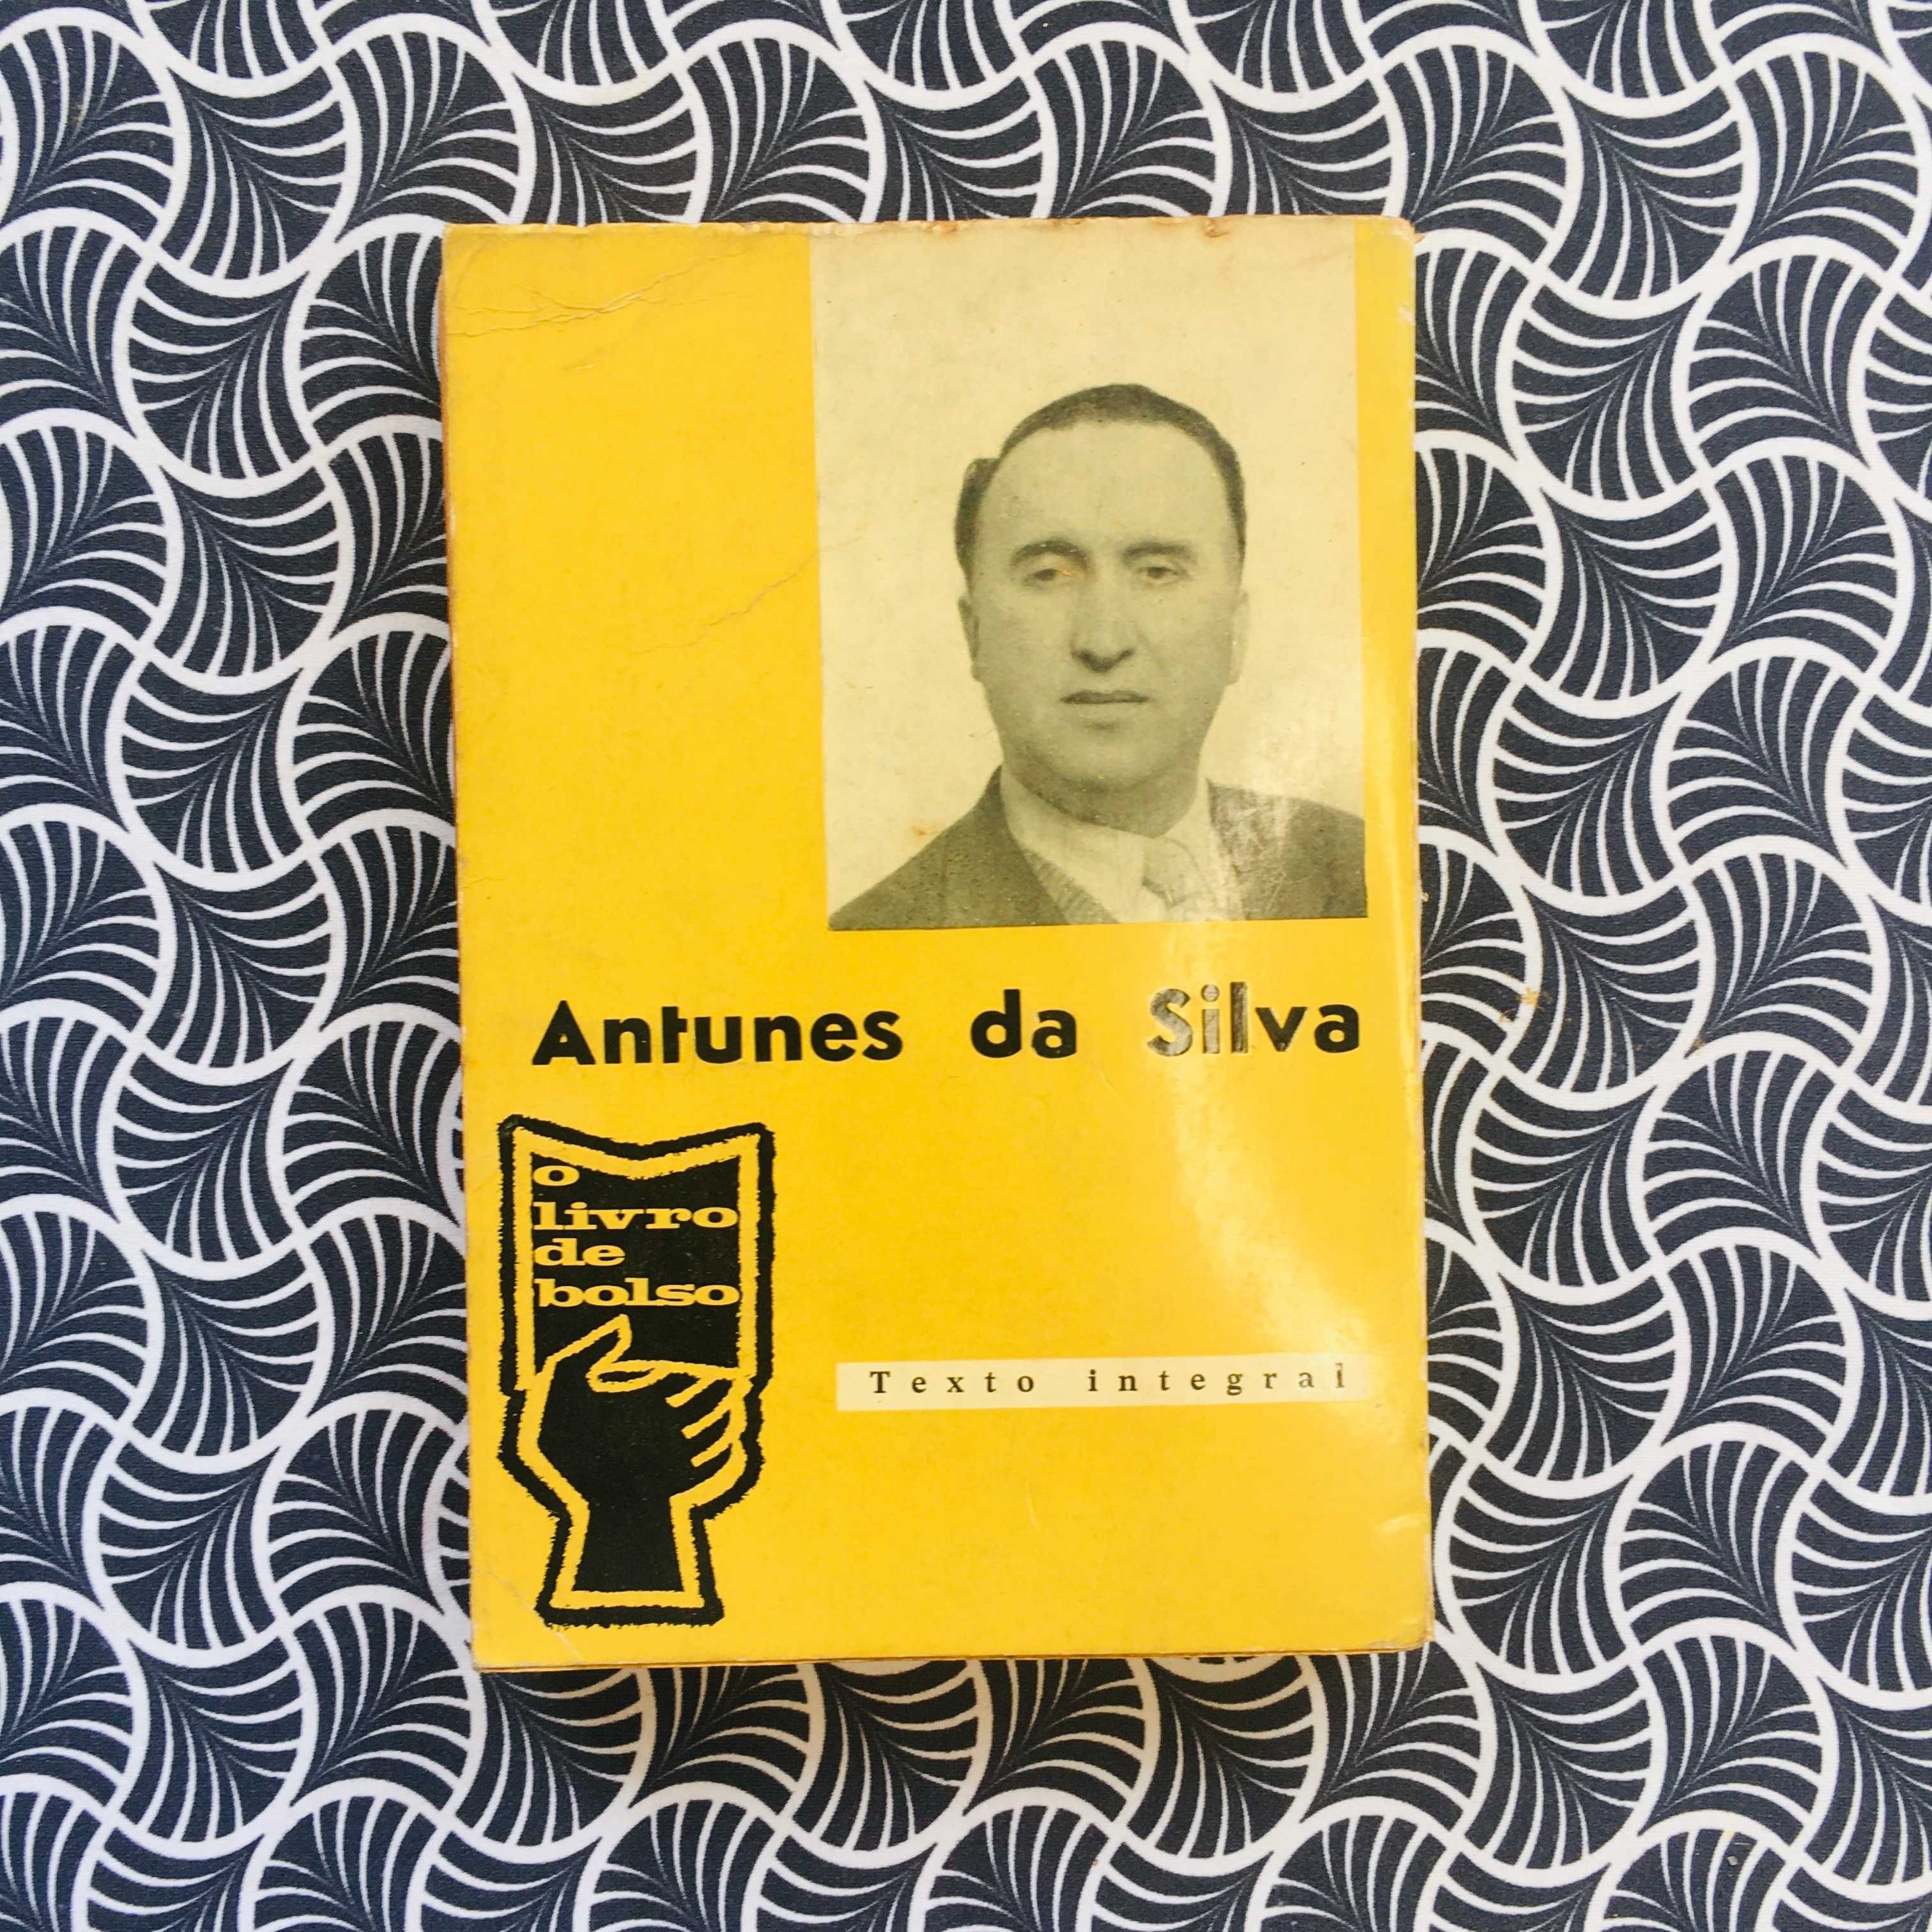 Antunes da Silva
o
livro
de
bolso
Texto integral